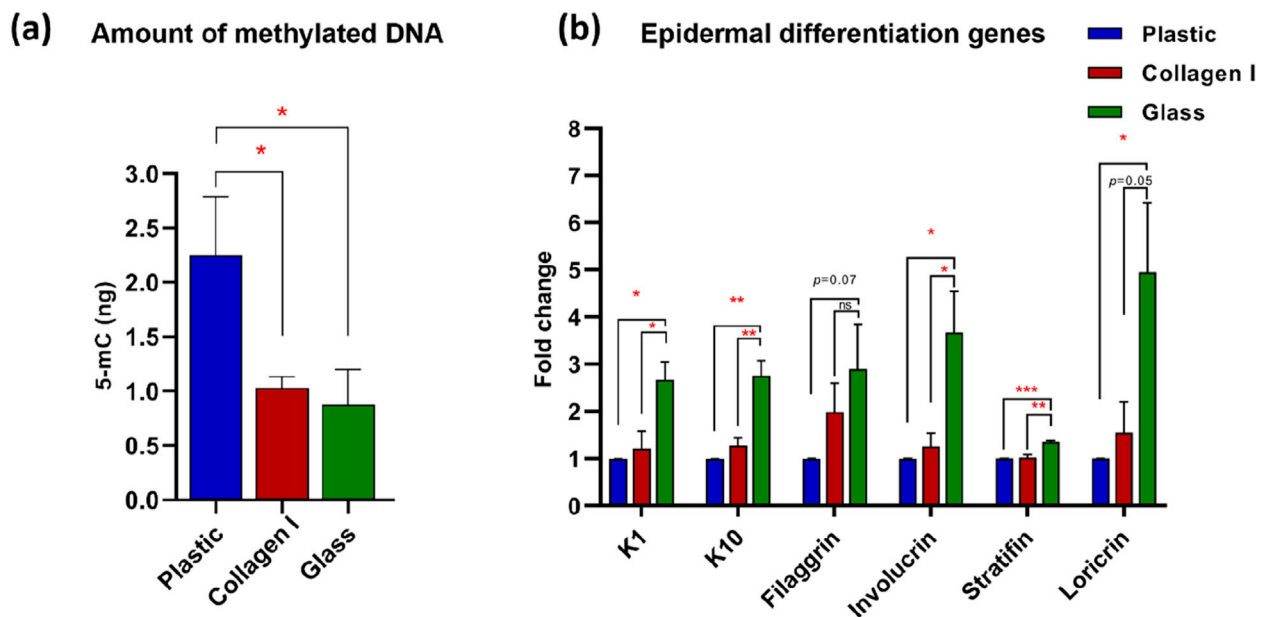 (a) Amount of methylated DNA
*
*
5-mC (ng)
3.0
2.5
2.0
1.5
1.0
0.5
0.0
Plastic
Collagen I
Glass
(b) Epidermal differentiation genes
Plastic
Collagen I
Glass
Fold change
8
7
6
5
4
3
2
1
0
*
*
**
**
p=0.07
ns
*
*
***
**
*
p=0.05
K1
K10
Filaggrin
Involucrin
Stratifin
Loricrin